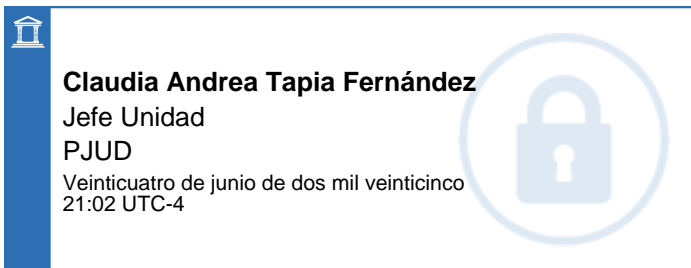 Claudia Andrea Tapia Fernández
Jefe Unidad
PJUD
Veinticuatro de junio de dos mil veinticinco
21:02 UTC-4